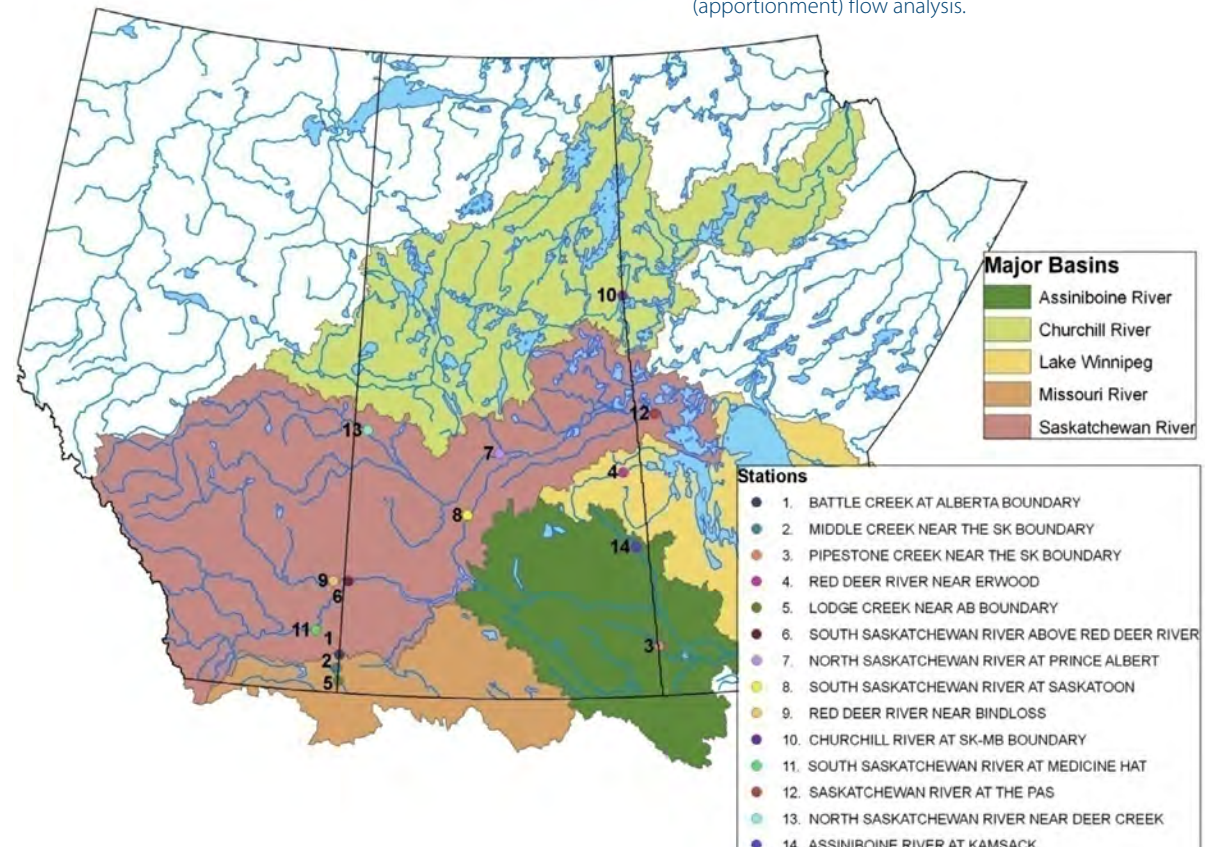 (apportionment) flow analysis.
10
13
12
7
4
8
14
9
6
11
1
3
2
5
Major Basins
Assiniboine River
Churchill River
Lake Winnipeg
Missouri River
Saskatchewan River
Stations
1. BATTLE CREEK AT ALBERTA BOUNDARY
2. MIDDLE CREEK NEAR THE SK BOUNDARY
3. PIPESTONE CREEK NEAR THE SK BOUNDARY
4. RED DEER RIVER NEAR ERWOOD
5. LODGE CREEK NEAR AB BOUNDARY
6. SOUTH SASKATCHEWAN RIVER ABOVE RED DEER RIVER
7. NORTH SASKATCHEWAN RIVER AT PRINCE ALBERT
8. SOUTH SASKATCHEWAN RIVER AT SASKATOON
9. RED DEER RIVER NEAR BINDLOSS
10. CHURCHILL RIVER AT SK-MB BOUNDARY
11. SOUTH SASKATCHEWAN RIVER AT MEDICINE HAT
12. SASKATCHEWAN RIVER AT THE PAS
13. NORTH SASKATCHEWAN RIVER NEAR DEER CREEK
14. ASSINIBOINE RIVER AT KAMSACK